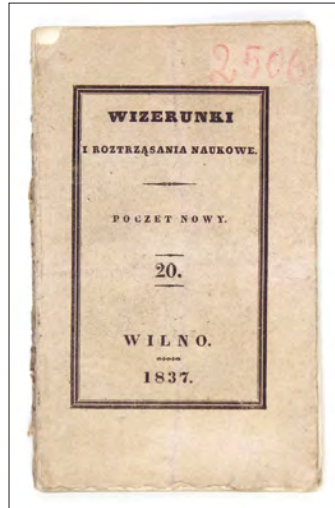 2506
WIZERUNKI
I ROZTRZĄSANIA NAUKOWE.
POCZET NOWY.
20.
WILNO.
1837.